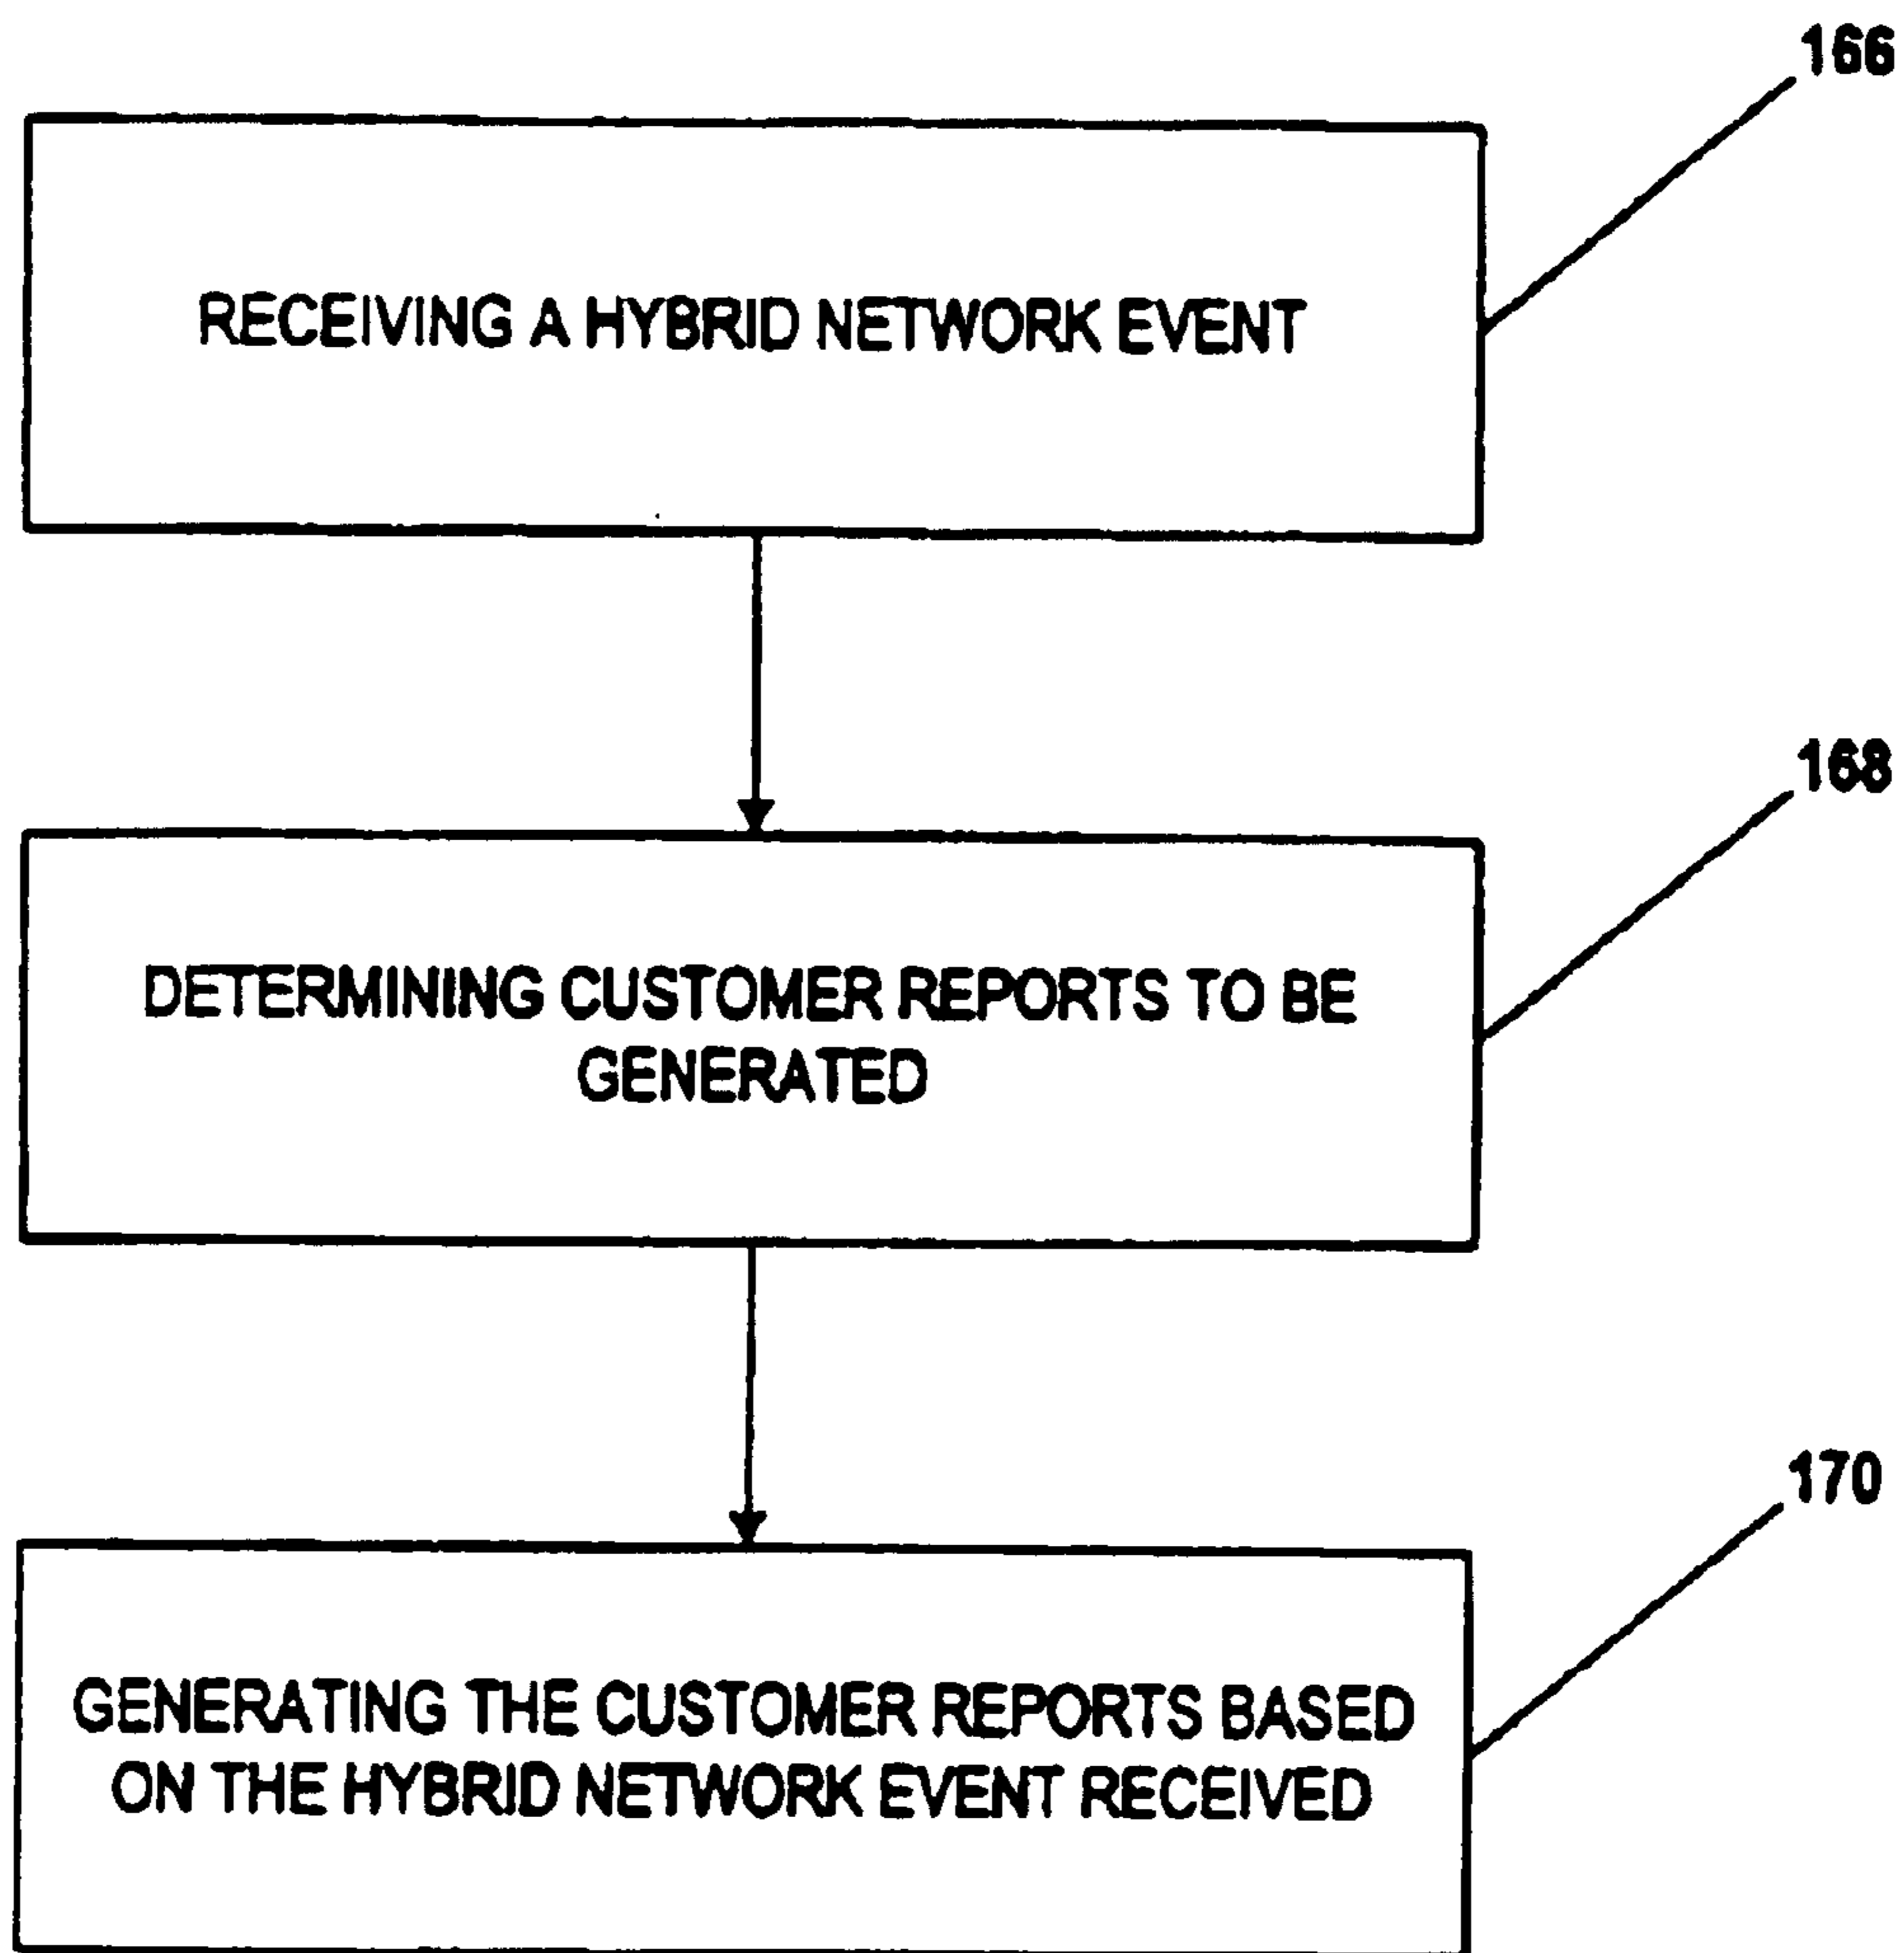 166
RECEIVING A HYBRID NETWORK EVENT
168
DETERMINING CUSTOMER REPORTS TO BE
GENERATED
170
GENERATING THE CUSTOMER REPORTS BASED
ON THE HYBRID NETWORK EVENT RECEIVED